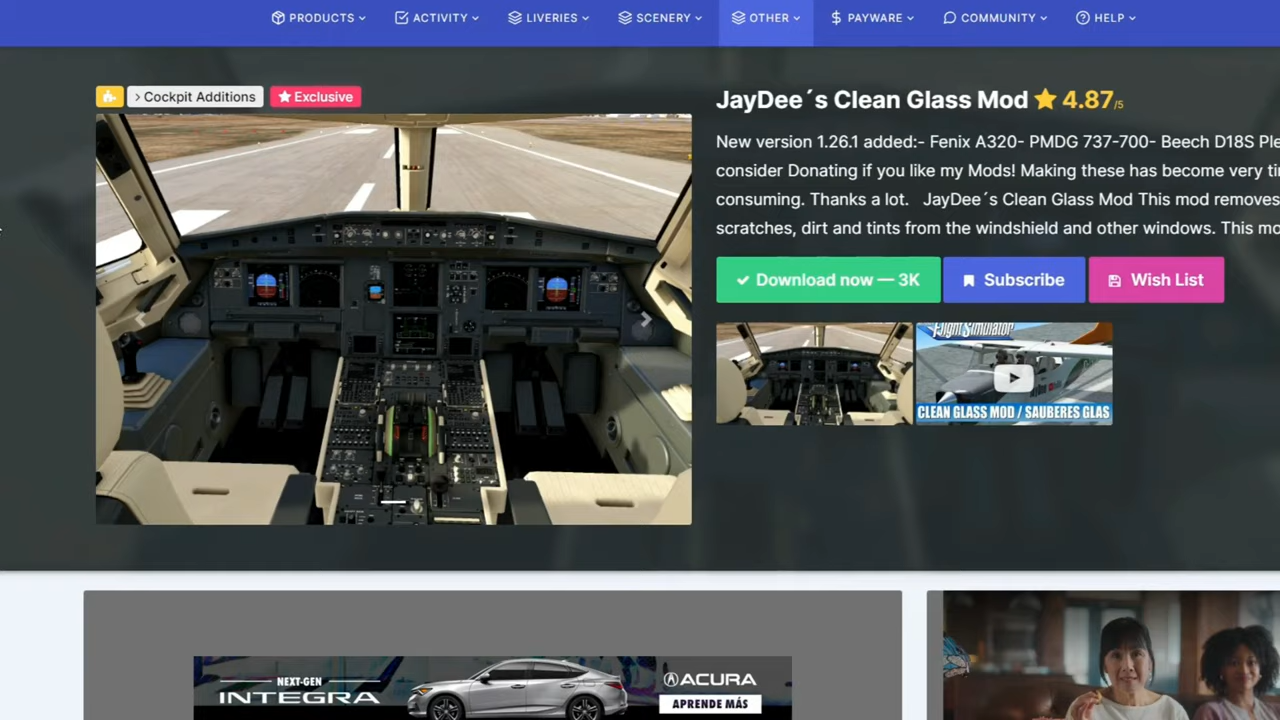 PRODUCTS
ACTIVITY
LIVERIES
SCENERY
OTHER
PAYWARE
COMMUNITY
HELP
Cockpit Additions
Exclusive
JayDee´s Clean Glass Mod 4.87/5
New version 1.26.1 added:- Fenix A320- PMDG 737-700- Beech D18S Ple
consider Donating if you like my Mods! Making these has become very ti
consuming. Thanks a lot. JayDee´s Clean Glass Mod This mod removes
scratches, dirt and tints from the windshield and other windows. This mo
Download now — 3K
Subscribe
Wish List
Flight Simulator
CLEAN GLASS MOD / SAUBERES GLAS
NEXT-GEN
INTEGRA
ACURA
APRENDE MÁS